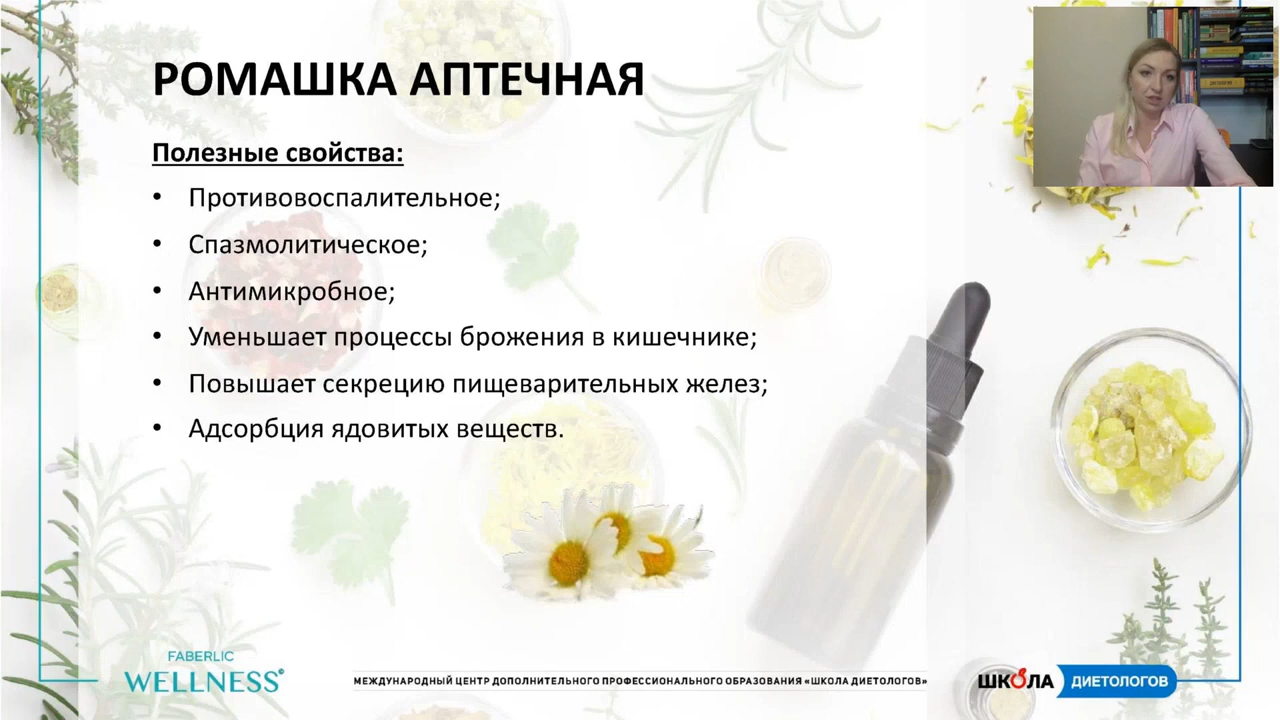 РОМАШКА АПТЕЧНАЯ
Полезные свойства:
• Противовоспалительное;
• Спазмолитическое;
• Антимикробное;
• Уменьшает процессы брожения в кишечнике;
• Повышает секрецию пищеварительных желез;
• Адсорбция ядовитых веществ.
FABERLIC
WELLNESS
МЕЖДУНАРОДНЫЙ ЦЕНТР ДОПОЛНИТЕЛЬНОГО ПРОФЕССИОНАЛЬНОГО ОБРАЗОВАНИЯ «ШКОЛА ДИЕТОЛОГОВ»
ШКОЛА ДИЕТОЛОГОВ